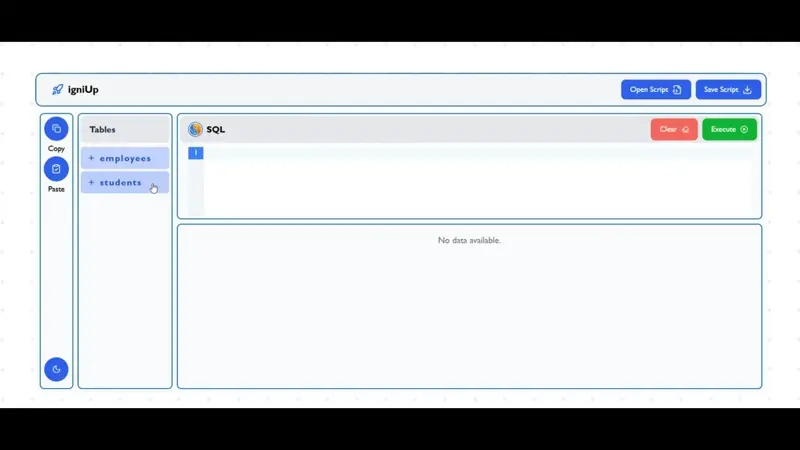 igniUp
Open Script
Save Script
Copy
Paste
Tables
+ employees
+ students
SQL
Clear
Execute
1
No data available.